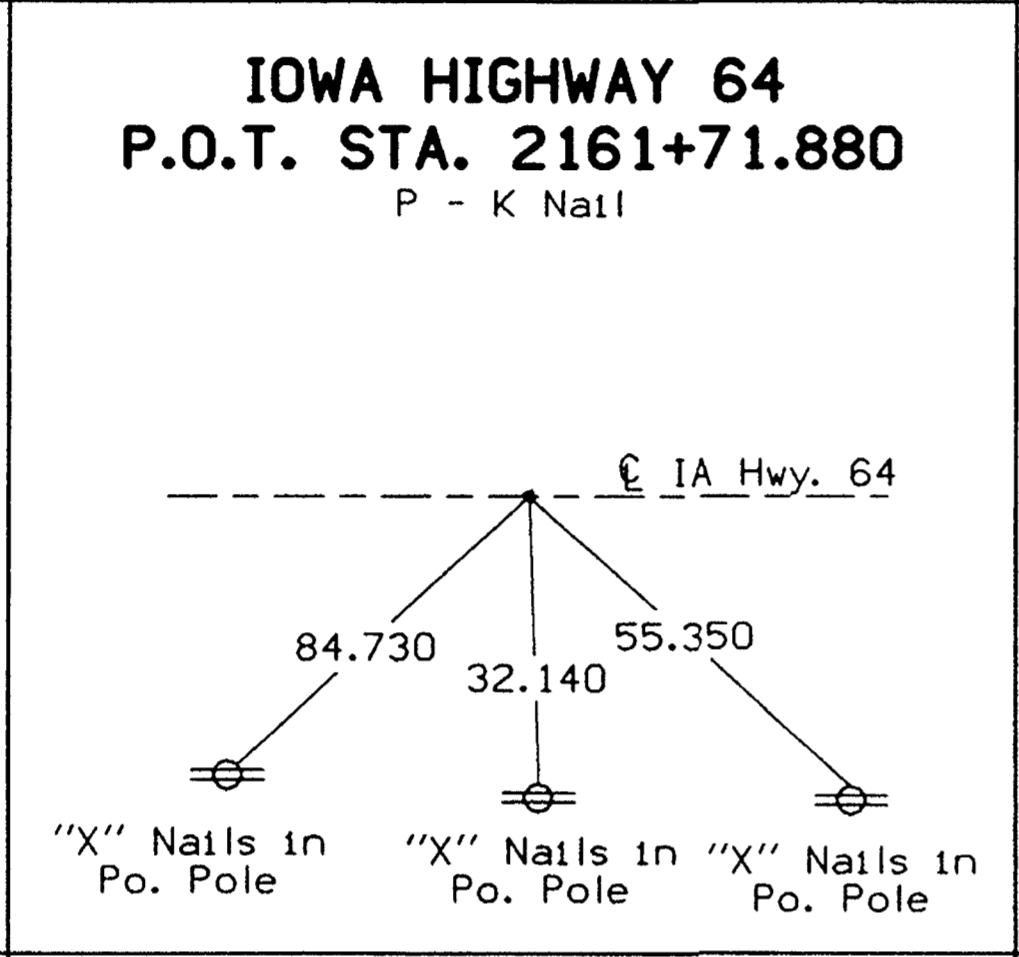 IOWA HIGHWAY 64
P.O.T. STA. 2161+71.880
P - K Nail
℄ IA Hwy. 64
84.730
32.140
55.350
"X" Nails in
Po. Pole
"X" Nails in
Po. Pole
"X" Nails in
Po. Pole